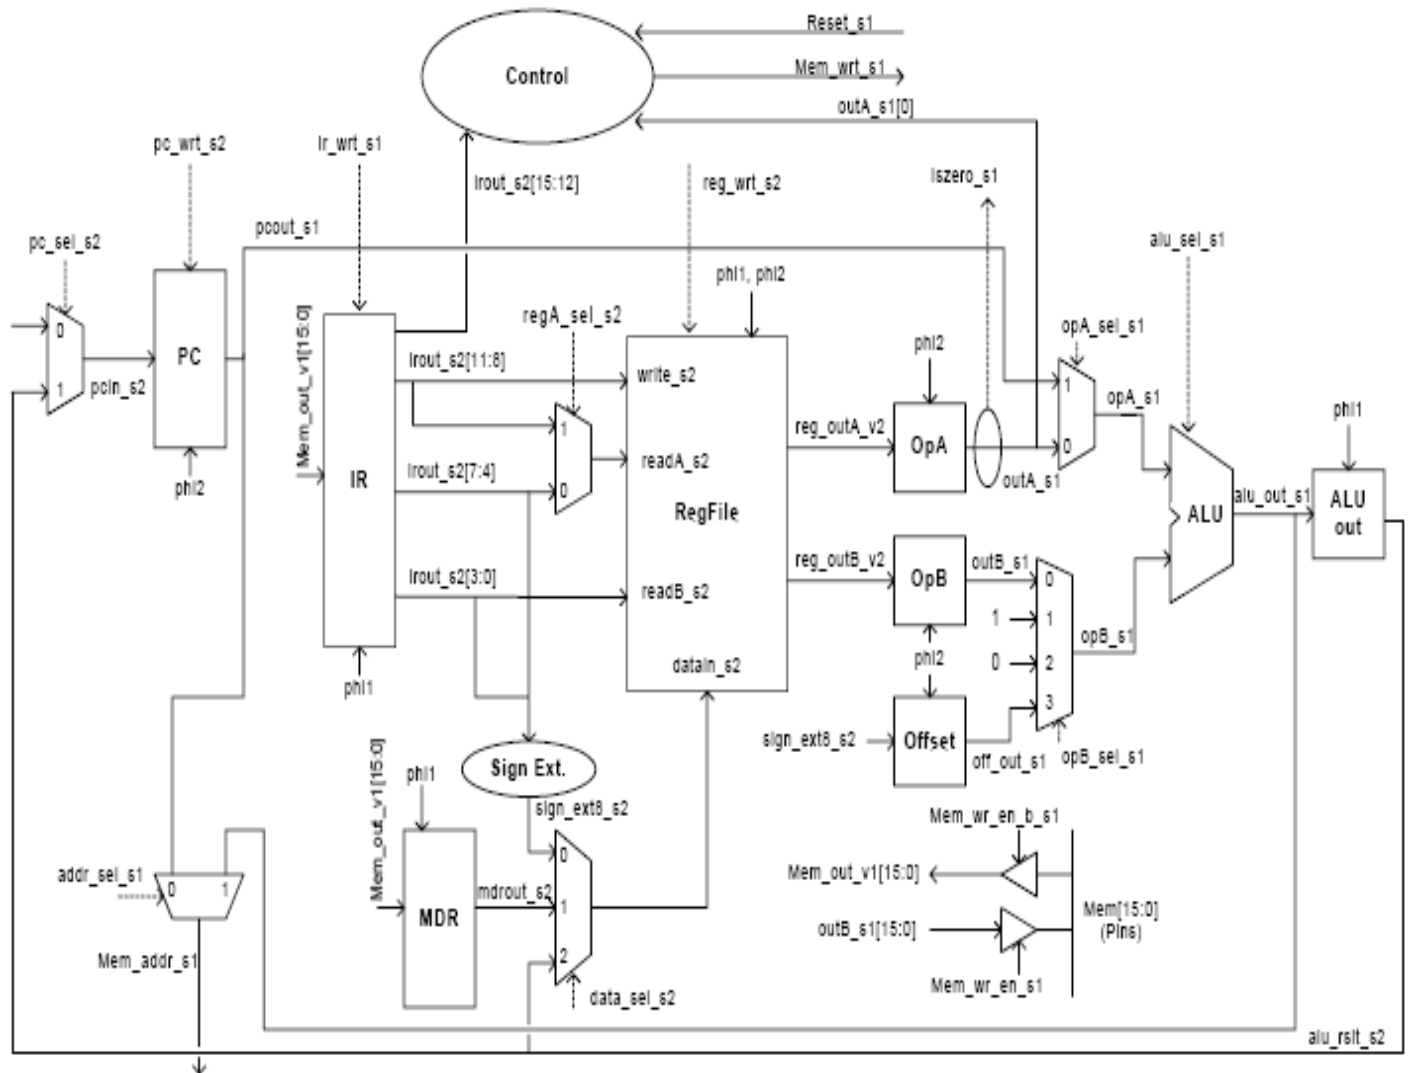 Reset_s1
Control
Mem_wrt_s1
outA_s1[0]
pc_wrt_s2
Ir_wrt_s1
Irout_s2[15:12]
reg_wrt_s2
Iszero_s1
pcout_s1
pc_sel_s2
alu_sel_s1
phi1, phi2
Mem_out_v1[15:0]
regA_sel_s2
opA_sel_s1
0
PC
phi2
Irout_s2[11:8]
write_s2
1
pcin_s2
1
opA_s1
phi1
1
reg_outA_v2
OpA
0
readA_s2
Irout_s2[7:4]
IR
0
outA_s1
phi2
RegFile
alu_out_s1
ALU
ALU
out
reg_outB_v2
OpB
outB_s1
0
Irout_s2[3:0]
readB_s2
1
1
opB_s1
phi2
0
2
dataIn_s2
phi1
3
sign_ext8_s2
Offset
off_out_s1
opB_sel_s1
Sign Ext.
Mem_out_v1[15:0]
phi1
sign_ext8_s2
Mem_wr_en_b_s1
0
addr_sel_s1
0
1
Mem_out_v1[15:0]
mdrout_s2
1
MDR
Mem[15:0]
(Pins)
outB_s1[15:0]
Mem_addr_s1
2
Mem_wr_en_s1
data_sel_s2
alu_rslt_s2